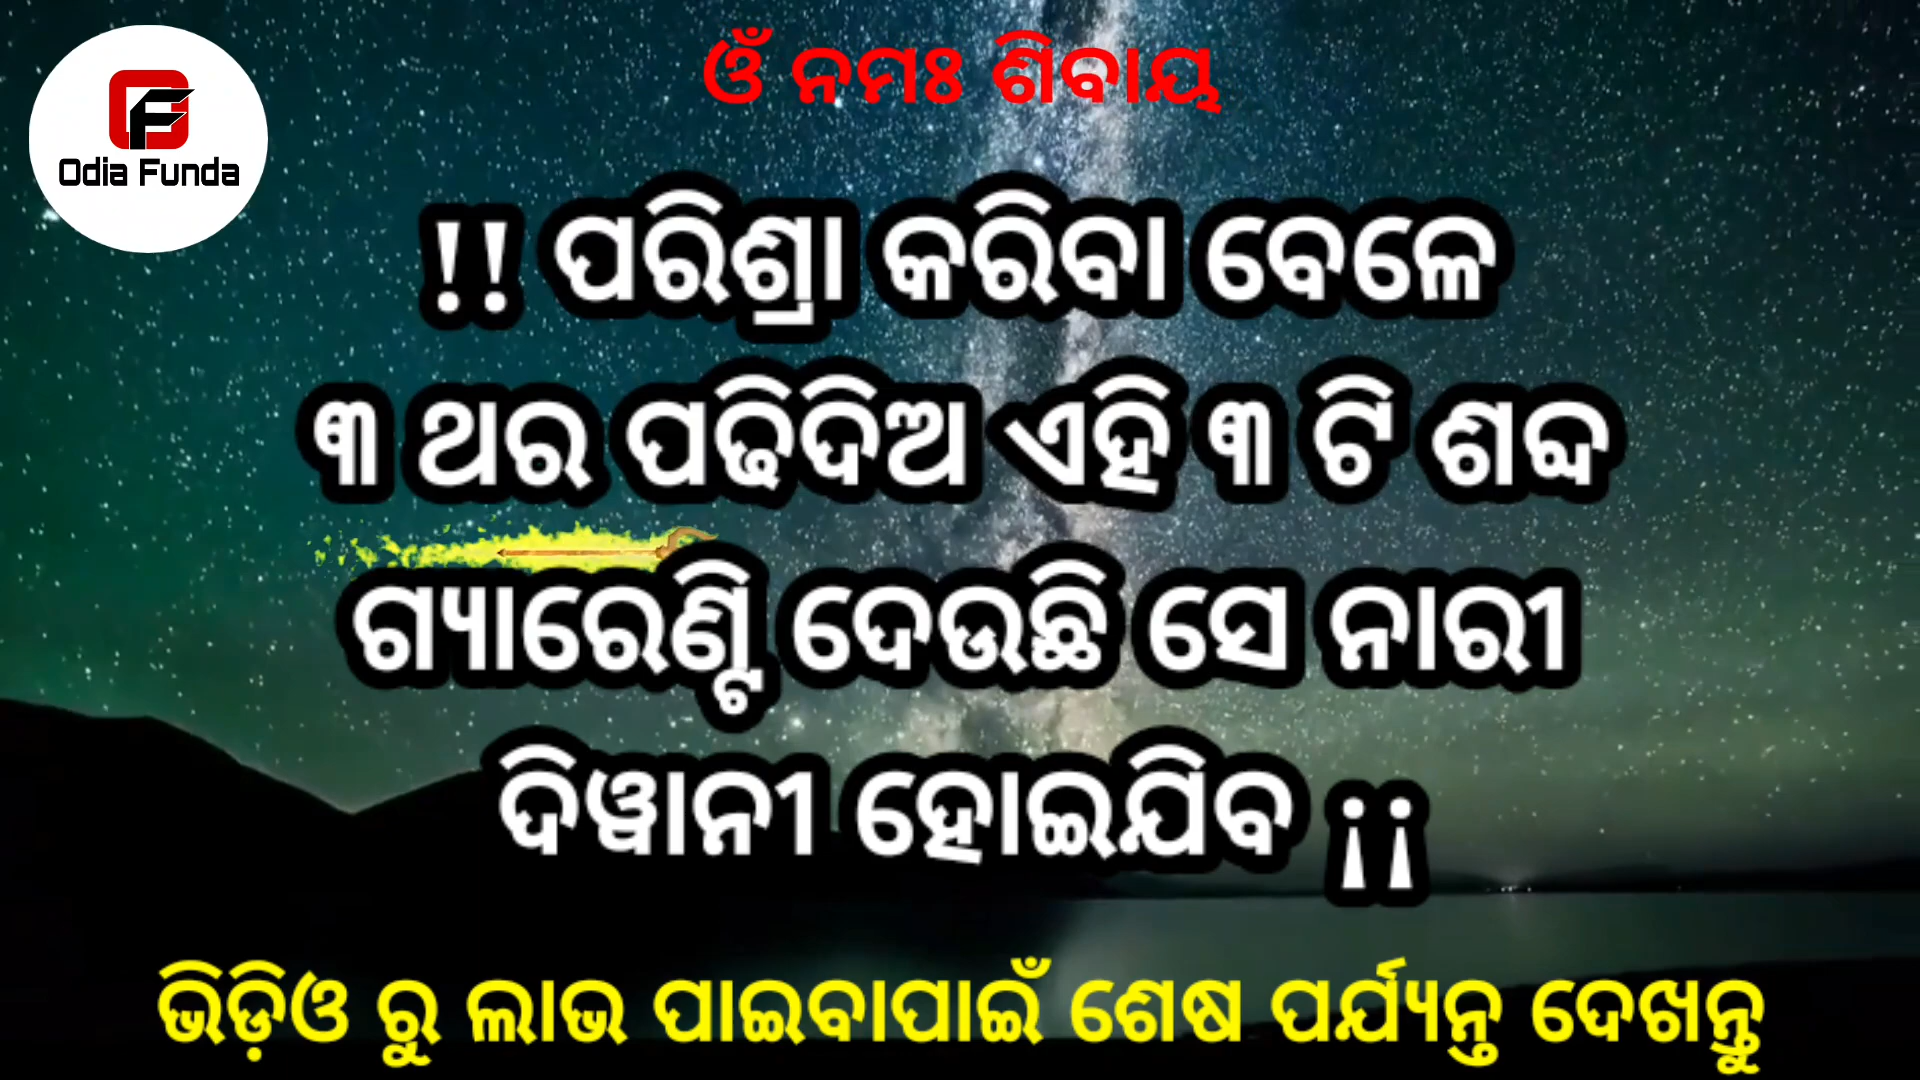 ଓଁ ନମଃ ଶିବାୟ
Odia Funda
!! ପରିଶ୍ରା କରିବା ବେଳେ
୩ ଥର ପଢିଦିଅ ଏହି ୩ ଟି ଶବ୍ଦ
ଗ୍ୟାରେଣ୍ଟି ଦେଉଛି ସେ ନାରୀ
ଦିୱାନୀ ହୋଇଯିବ ¡¡
ଭିଡ଼ିଓ ରୁ ଲାଭ ପାଇବାପାଇଁ ଶେଷ ପର୍ଯ୍ୟନ୍ତ ଦେଖନ୍ତୁ